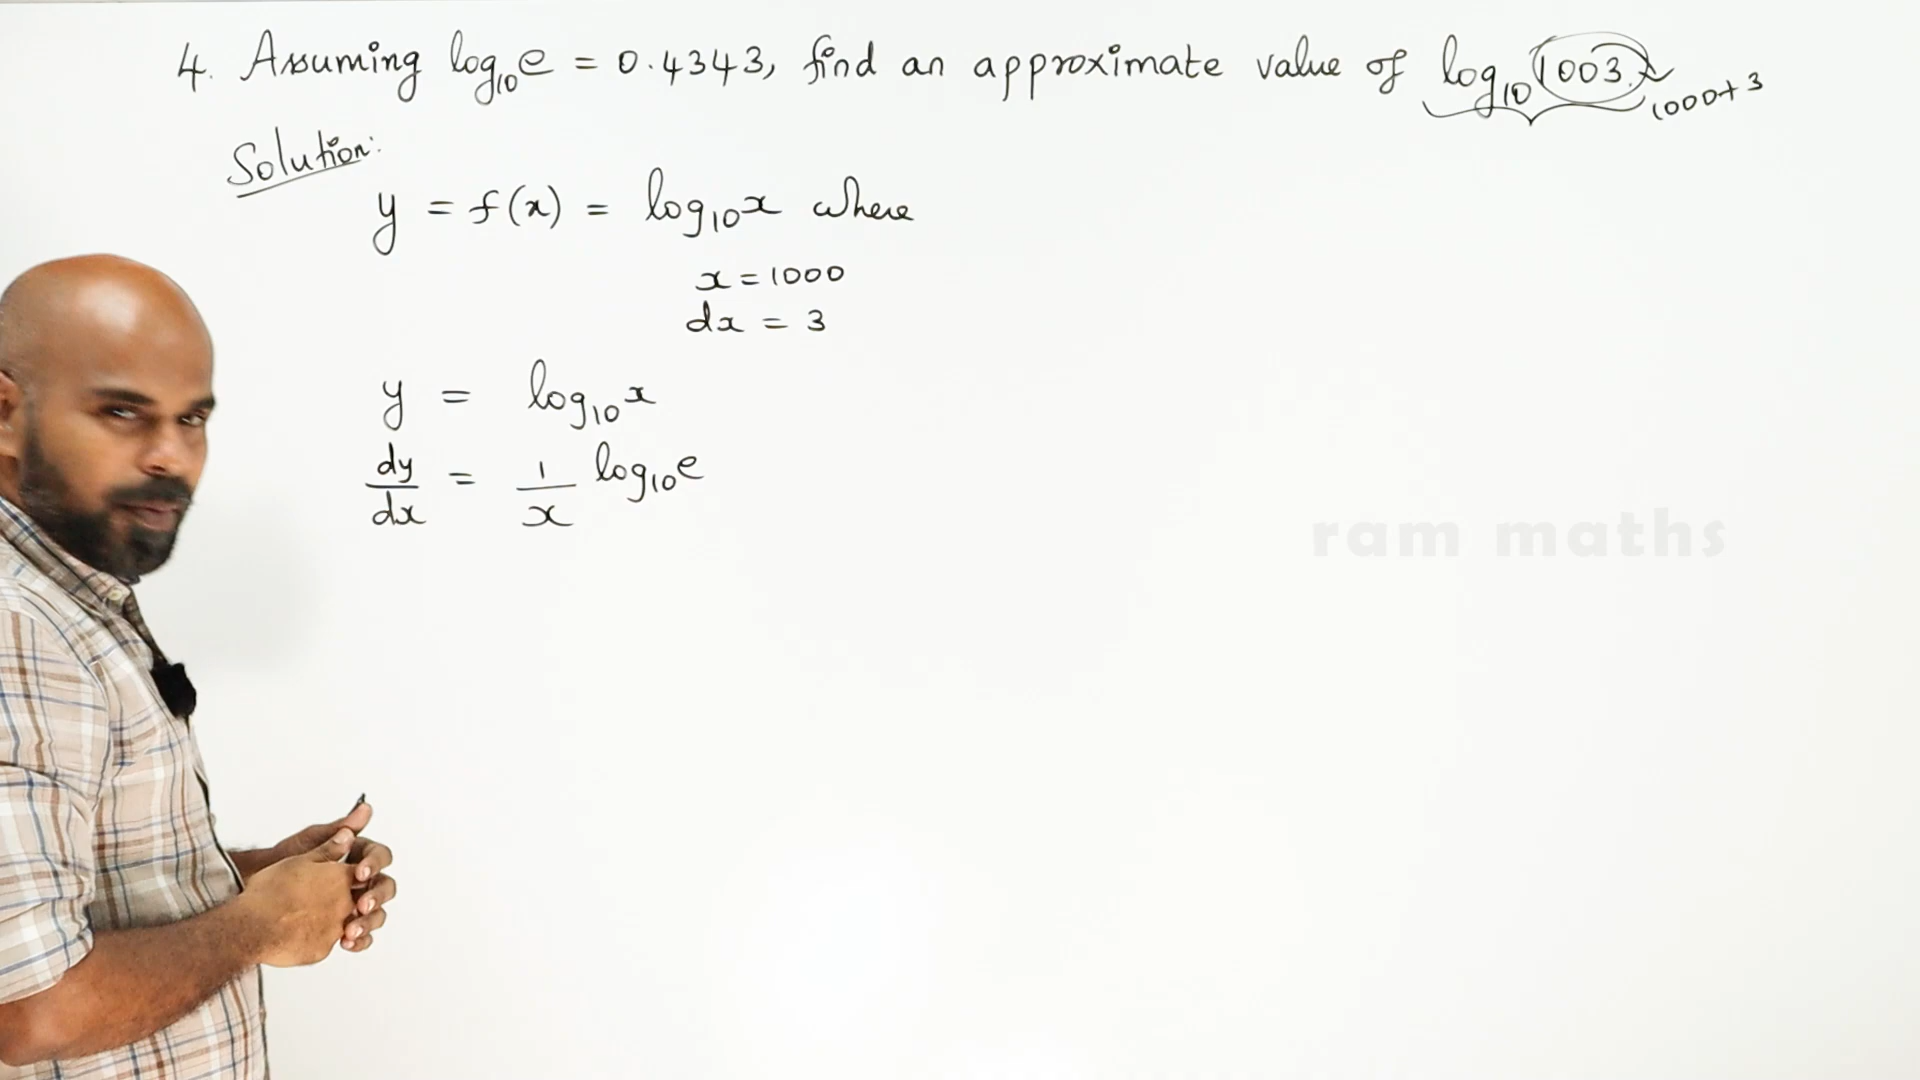 4. Assuming log₁₀e = 0.4343, find an approximate value of log₁₀1003.
1000+3
Solution:
y = f(x) = log₁₀x where
x = 1000
dx = 3
y = log₁₀x
dy/dx = 1/x log₁₀e
ram maths